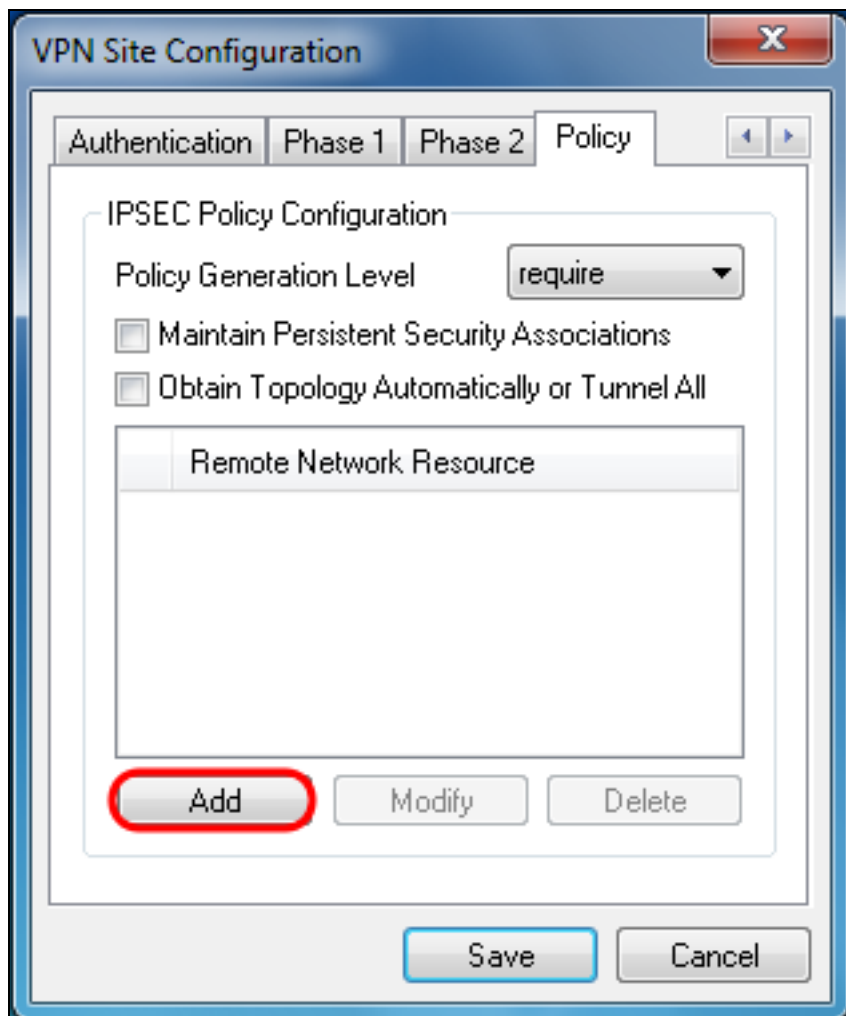 VPN Site Configuration
Authentication Phase 1 Phase 2 Policy
IPSEC Policy Configuration
Policy Generation Level require
Maintain Persistent Security Associations
Obtain Topology Automatically or Tunnel All
Remote Network Resource
Add Modify Delete
Save Cancel